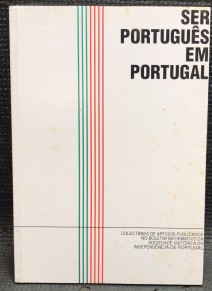 SER
PORTUGUÊS
EM
PORTUGAL
COLECTÂNEA DE ARTIGOS PUBLICADOS
NO BOLETIM INFORMATIVO DA
SOCIEDADE HISTÓRICA DA
INDEPENDÊNCIA DE PORTUGAL